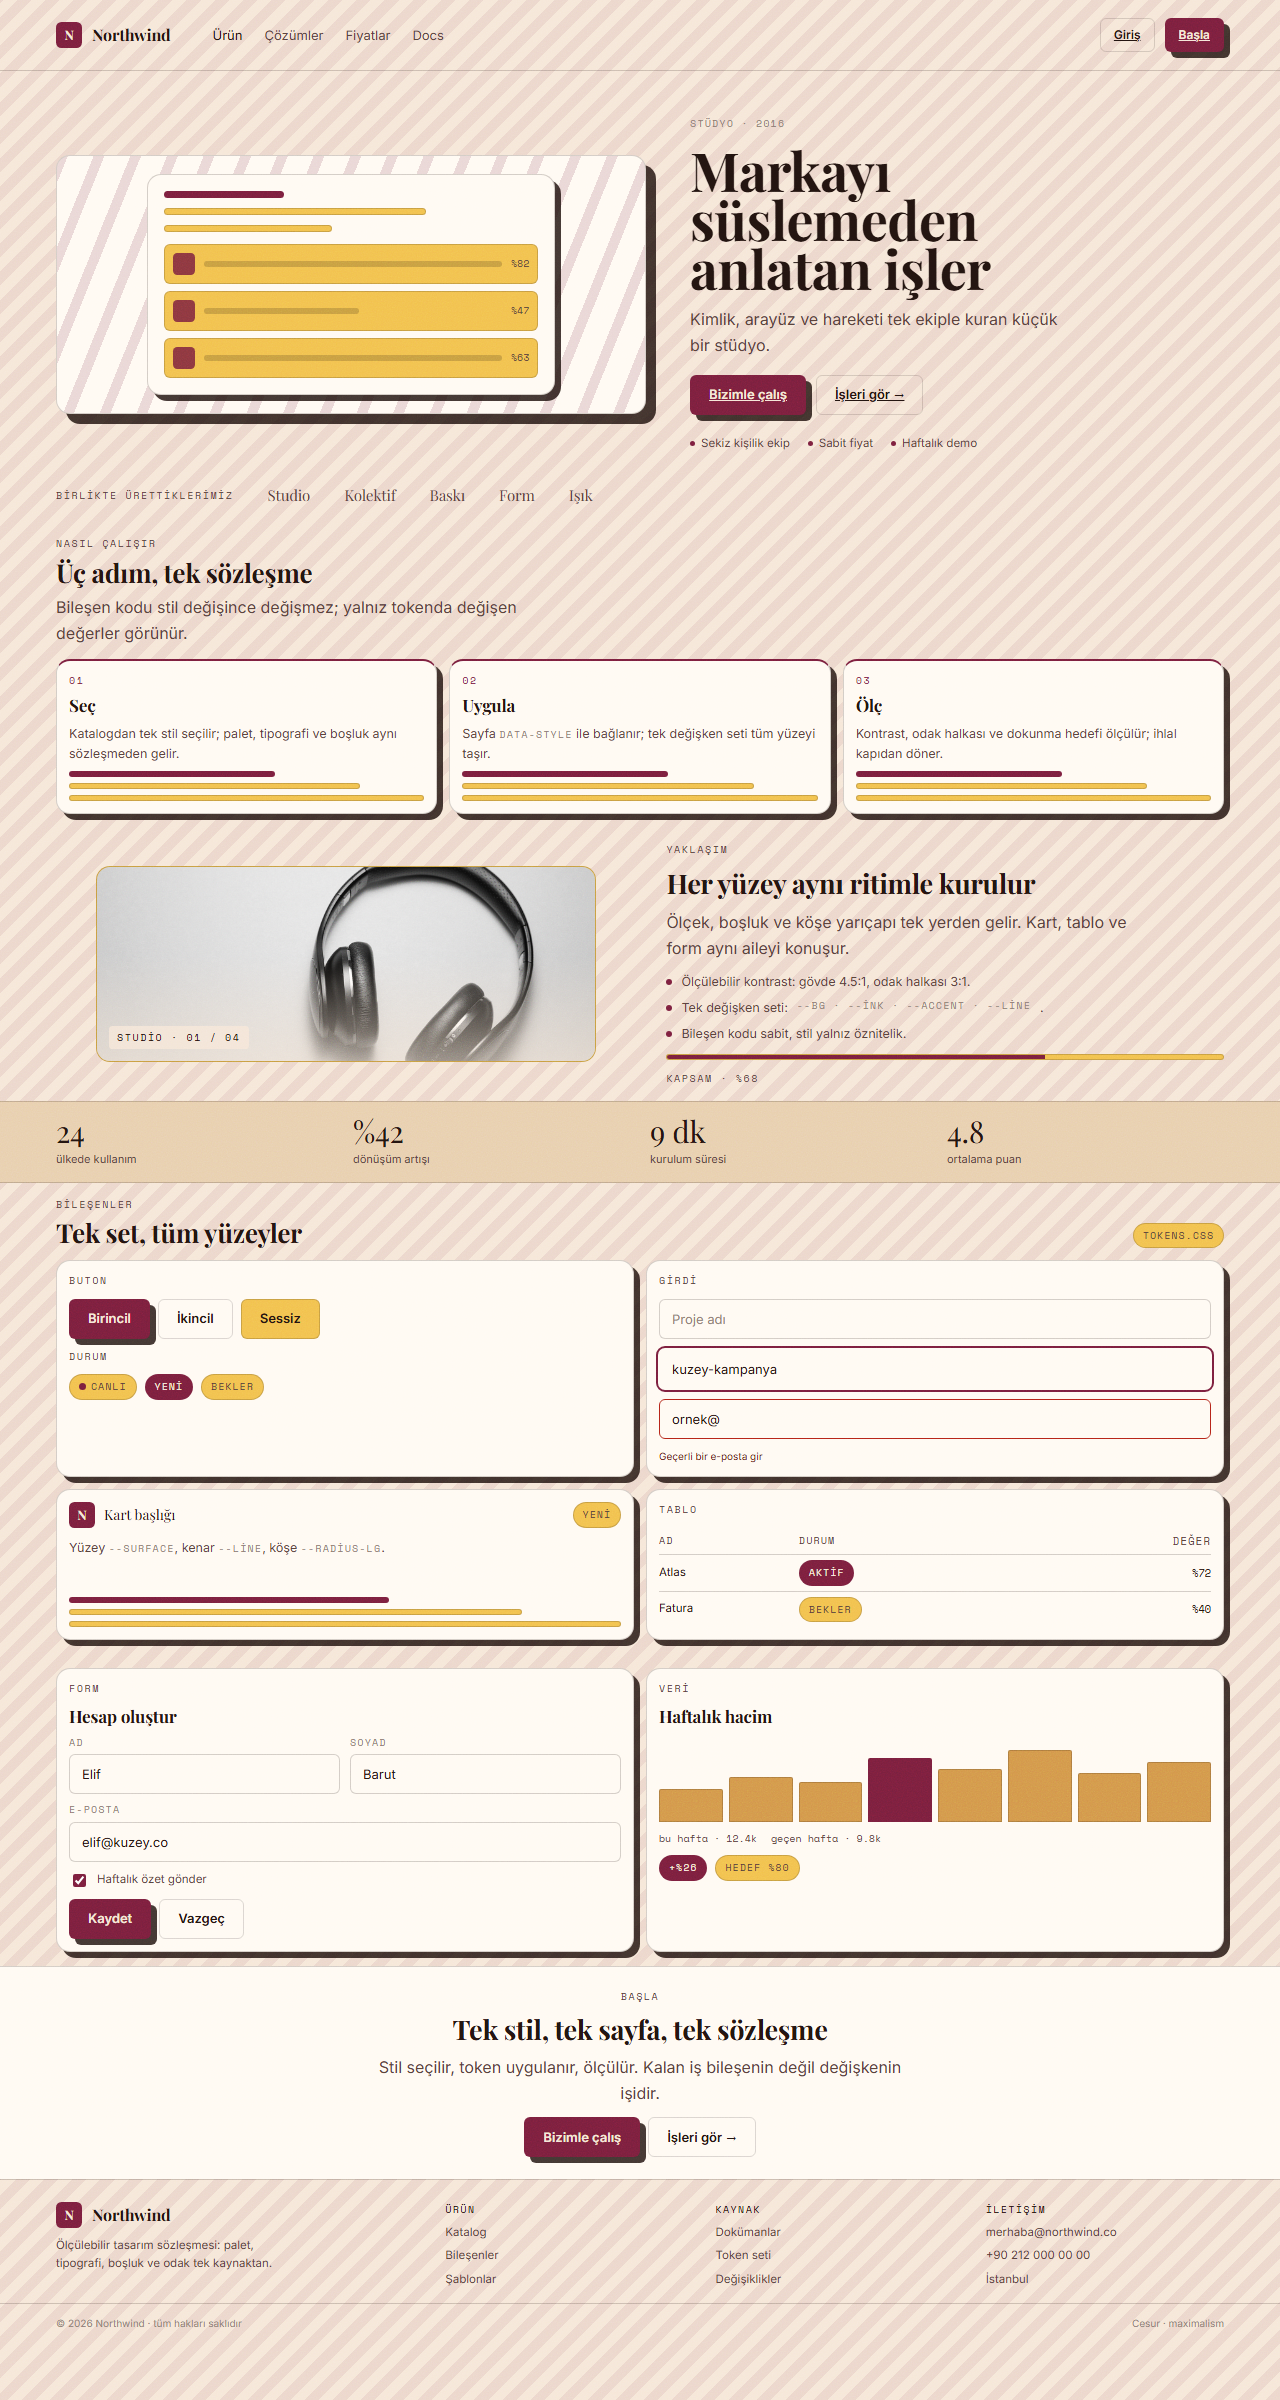 N Northwind Ürün Çözümler Fiyatlar Docs Giriş Başla
STÜDYO · 2016
Markayı
süslemeden
anlatan işler
Kimlik, arayüz ve hareketi tek ekiple kuran küçük
bir stüdyo.
Bizimle çalış İşleri gör →
Sekiz kişilik ekip Sabit fiyat Haftalık demo
%82
%47
%63
BİRLİKTE ÜRETTİKLERİMİZ Studio Kolektif Baskı Form Işık
NASIL ÇALIŞIR
Üç adım, tek sözleşme
Bileşen kodu stil değişince değişmez; yalnız tokenda değişen
değerler görünür.
01
Seç
Katalogdan tek stil seçilir; palet, tipografi ve boşluk aynı
sözleşmeden gelir.
02
Uygula
Sayfa DATA-STYLE ile bağlanır; tek değişken seti tüm yüzeyi
taşır.
03
Ölç
Kontrast, odak halkası ve dokunma hedefi ölçülür; ihlal
kapıdan döner.
STUDİO · 01 / 04
YAKLAŞIM
Her yüzey aynı ritimle kurulur
Ölçek, boşluk ve köşe yarıçapı tek yerden gelir. Kart, tablo ve
form aynı aileyi konuşur.
Ölçülebilir kontrast: gövde 4.5:1, odak halkası 3:1.
Tek değişken seti: --BG · --İNK · --ACCENT · --LİNE .
Bileşen kodu sabit, stil yalnız öznitelik.
KAPSAM · %68
24
ülkede kullanım
%42
dönüşüm artışı
9 dk
kurulum süresi
4.8
ortalama puan
BİLEŞENLER
Tek set, tüm yüzeyler
TOKENS.CSS
BUTON
Birincil İkincil Sessiz
DURUM
CANLI YENİ BEKLER
GİRDİ
Proje adı
kuzey-kampanya
ornek@
Geçerli bir e-posta gir
N Kart başlığı YENİ
Yüzey --SURFACE, kenar --LİNE, köşe --RADİUS-LG.
TABLO
AD DURUM DEĞER
Atlas AKTİF %72
Fatura BEKLER %40
FORM
Hesap oluştur
AD SOYAD
Elif Barut
E-POSTA
elif@kuzey.co
Haftalık özet gönder
Kaydet Vazgeç
VERİ
Haftalık hacim
bu hafta · 12.4k geçen hafta · 9.8k
+%26 HEDEF %80
BAŞLA
Tek stil, tek sayfa, tek sözleşme
Stil seçilir, token uygulanır, ölçülür. Kalan iş bileşenin değil değişkenin
işidir.
Bizimle çalış İşleri gör →
N Northwind
Ölçülebilir tasarım sözleşmesi: palet,
tipografi, boşluk ve odak tek kaynaktan.
ÜRÜN
Katalog
Bileşenler
Şablonlar
KAYNAK
Dokümanlar
Token seti
Değişiklikler
İLETİŞİM
merhaba@northwind.co
+90 212 000 00 00
İstanbul
© 2026 Northwind · tüm hakları saklıdır
Cesur · maximalism